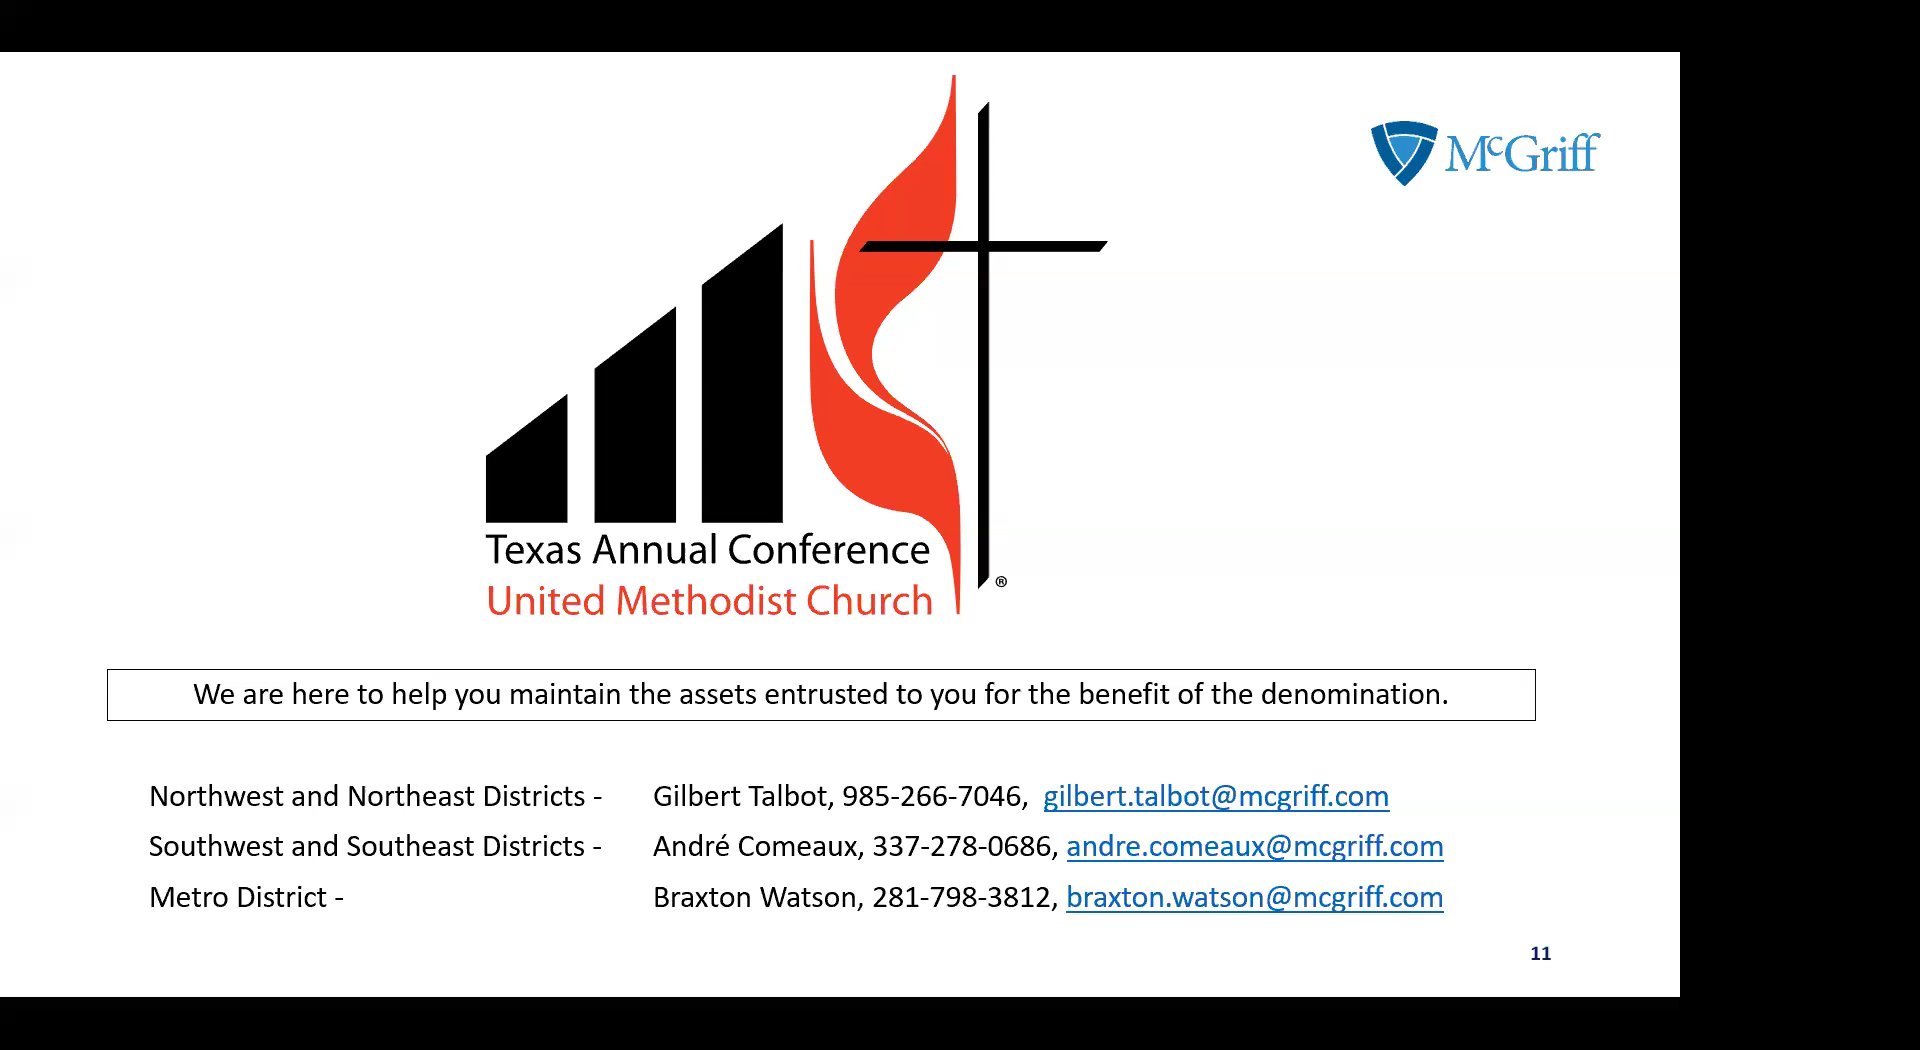 McGriff
Texas Annual Conference
United Methodist Church ®
We are here to help you maintain the assets entrusted to you for the benefit of the denomination.
Northwest and Northeast Districts - Gilbert Talbot, 985-266-7046, gilbert.talbot@mcgriff.com
Southwest and Southeast Districts - André Comeaux, 337-278-0686, andre.comeaux@mcgriff.com
Metro District - Braxton Watson, 281-798-3812, braxton.watson@mcgriff.com
11